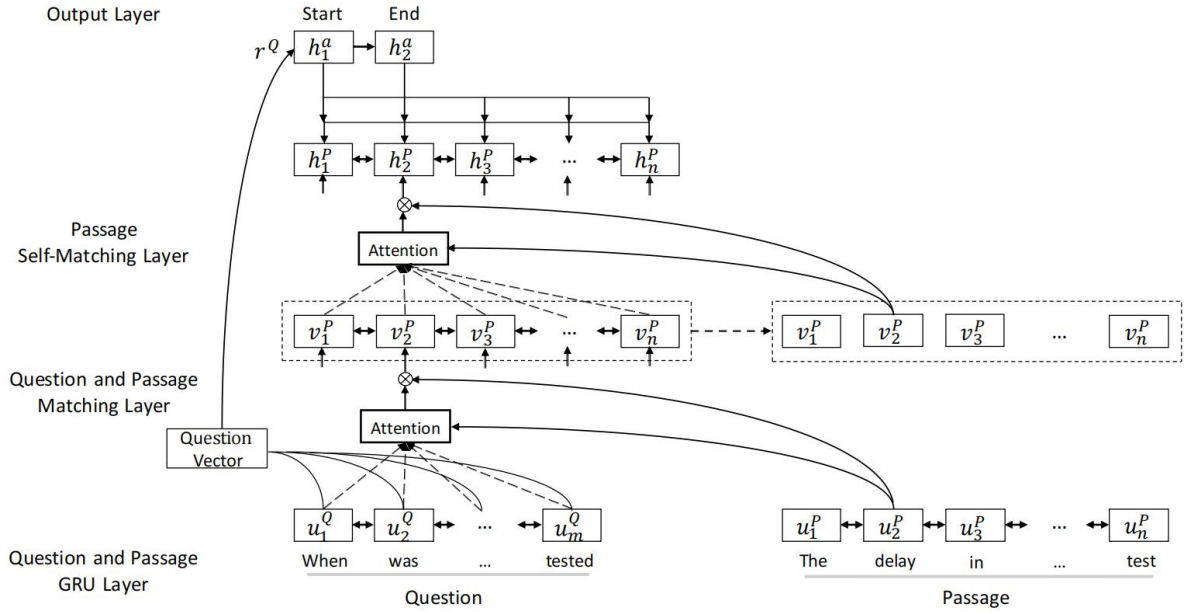 Output Layer
Start End
r^Q h_1^a h_2^a
h_1^P h_2^P h_3^P ... h_n^P
Passage
Self-Matching Layer
Attention
v_1^P v_2^P v_3^P ... v_n^P v_1^P v_2^P v_3^P ... v_n^P
Question and Passage
Matching Layer
Attention
Question
Vector
u_1^Q u_2^Q ... u_m^Q u_1^P u_2^P u_3^P ... u_n^P
Question and Passage
GRU Layer
When was ... tested The delay in ... test
Question Passage